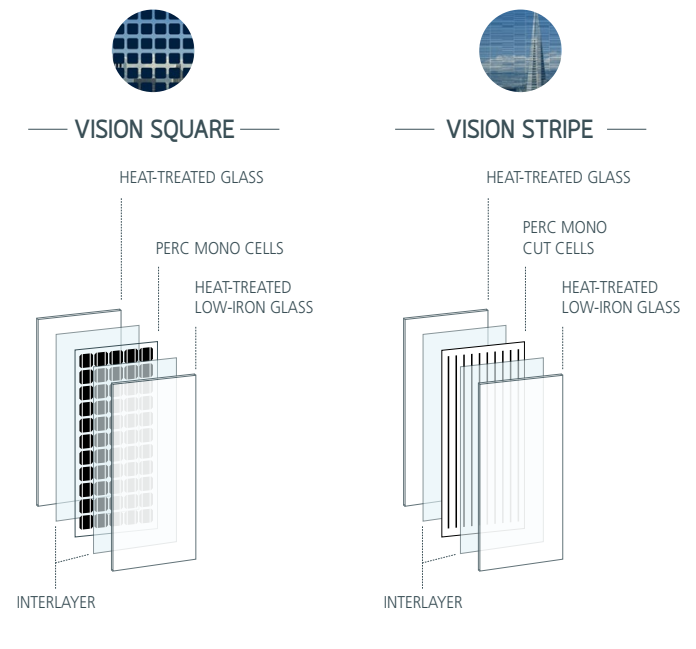 VISION SQUARE
HEAT-TREATED GLASS
PERC MONO CELLS
HEAT-TREATED
LOW-IRON GLASS
INTERLAYER
VISION STRIPE
HEAT-TREATED GLASS
PERC MONO
CUT CELLS
HEAT-TREATED
LOW-IRON GLASS
INTERLAYER